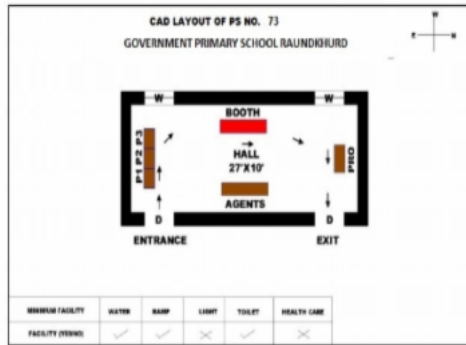 CAD LAYOUT OF PS NO. 73
GOVERNMENT PRIMARY SCHOOL RAUNDKHURD
W
W
W
BOOTH
P1 P2 P3
HALL
27'X10'
PRO
AGENTS
D
D
ENTRANCE
EXIT
MINIMUM FACILITY WATER RAMP LIGHT TOILET HEALTH CARE
FACILITY (YES/NO)